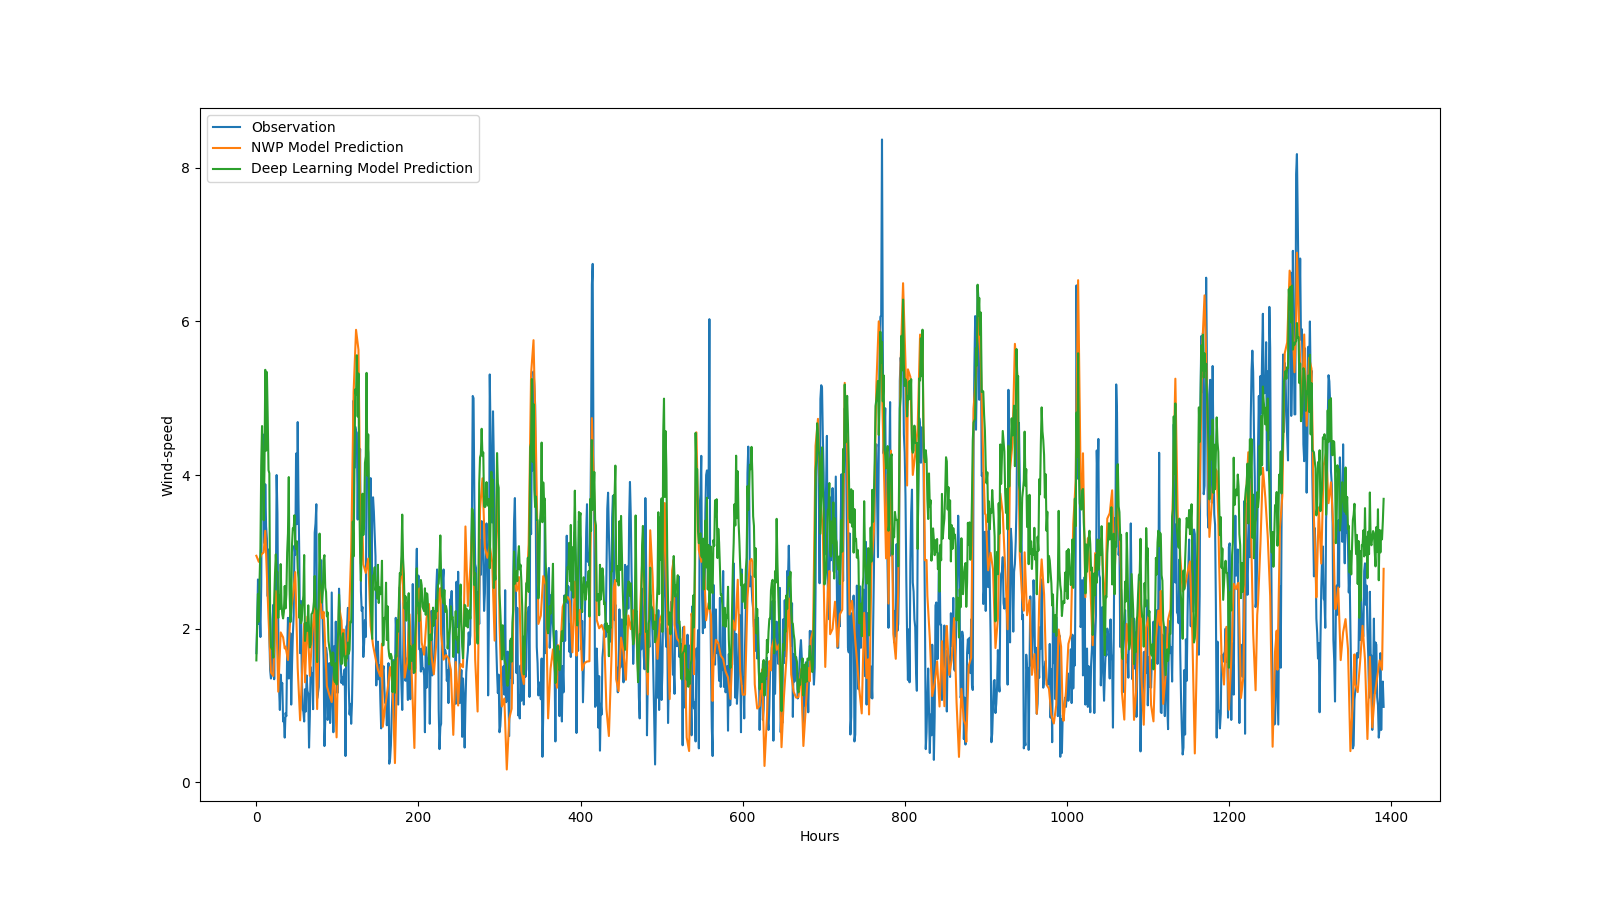 Observation
NWP Model Prediction
Deep Learning Model Prediction
8
6
4
2
0
Wind-speed
0 200 400 600 800 1000 1200 1400
Hours